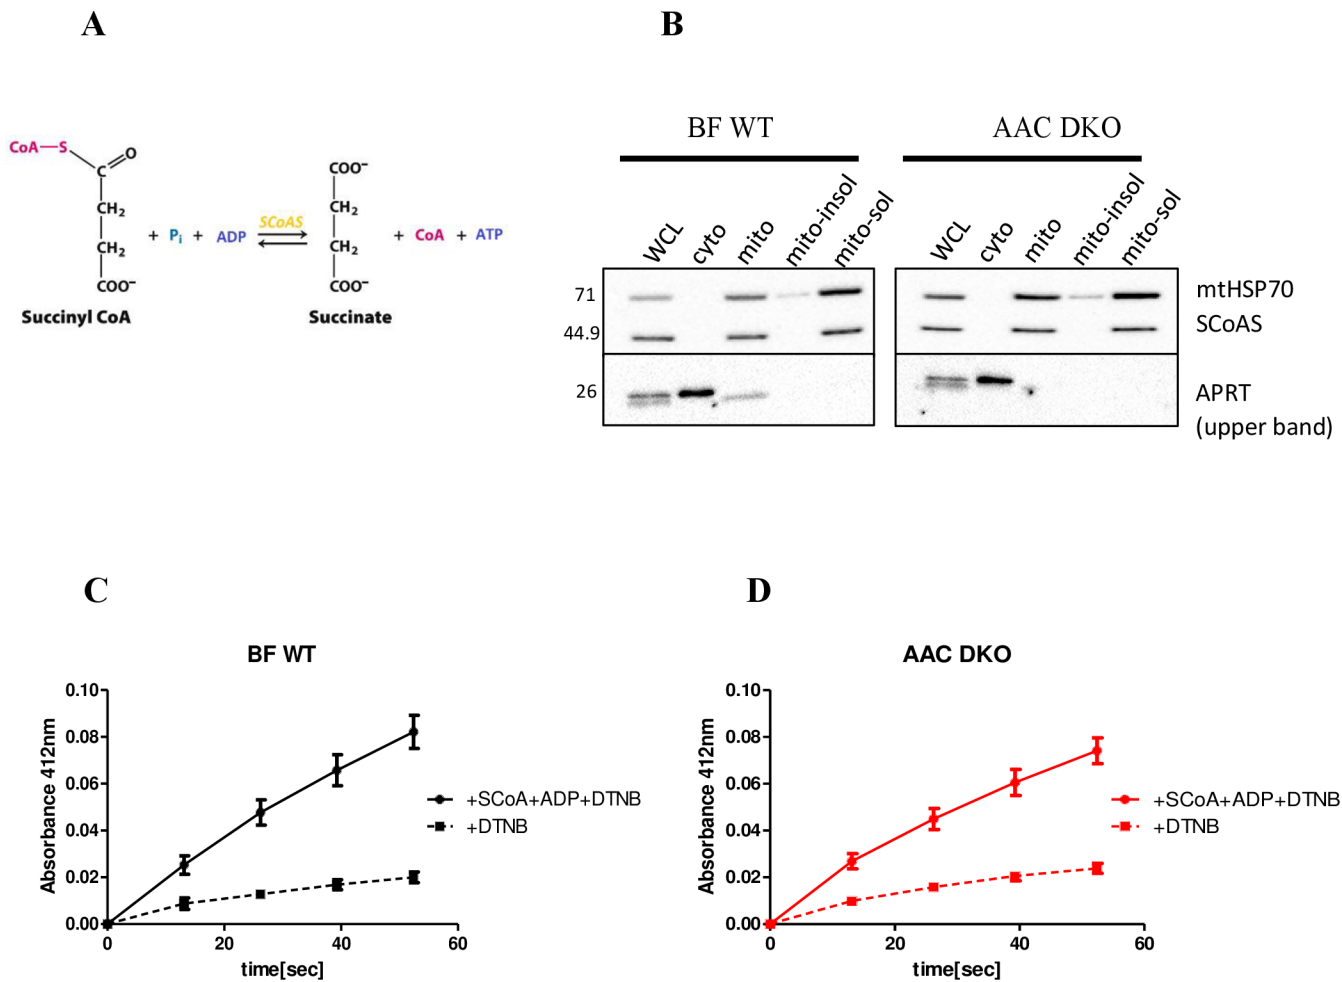 A
B
CoA—S
O
C
CH2
CH2
COO−
Succinyl CoA
+ Pi + ADP
SCoAS
COO−
CH2
CH2
COO−
Succinate
+ CoA + ATP
BF WT
AAC DKO
WCL
cyto
mito
mito-insol
mito-sol
WCL
cyto
mito
mito-insol
mito-sol
71
44.9
26
mtHSP70
SCoAS
APRT
(upper band)
C
D
BF WT
0.10
0.08
0.06
0.04
0.02
0.00
Absorbance 412nm
0 20 40 60
time[sec]
+SCoA+ADP+DTNB
+DTNB
AAC DKO
0.10
0.08
0.06
0.04
0.02
0.00
Absorbance 412nm
0 20 40 60
time[sec]
+SCoA+ADP+DTNB
+DTNB